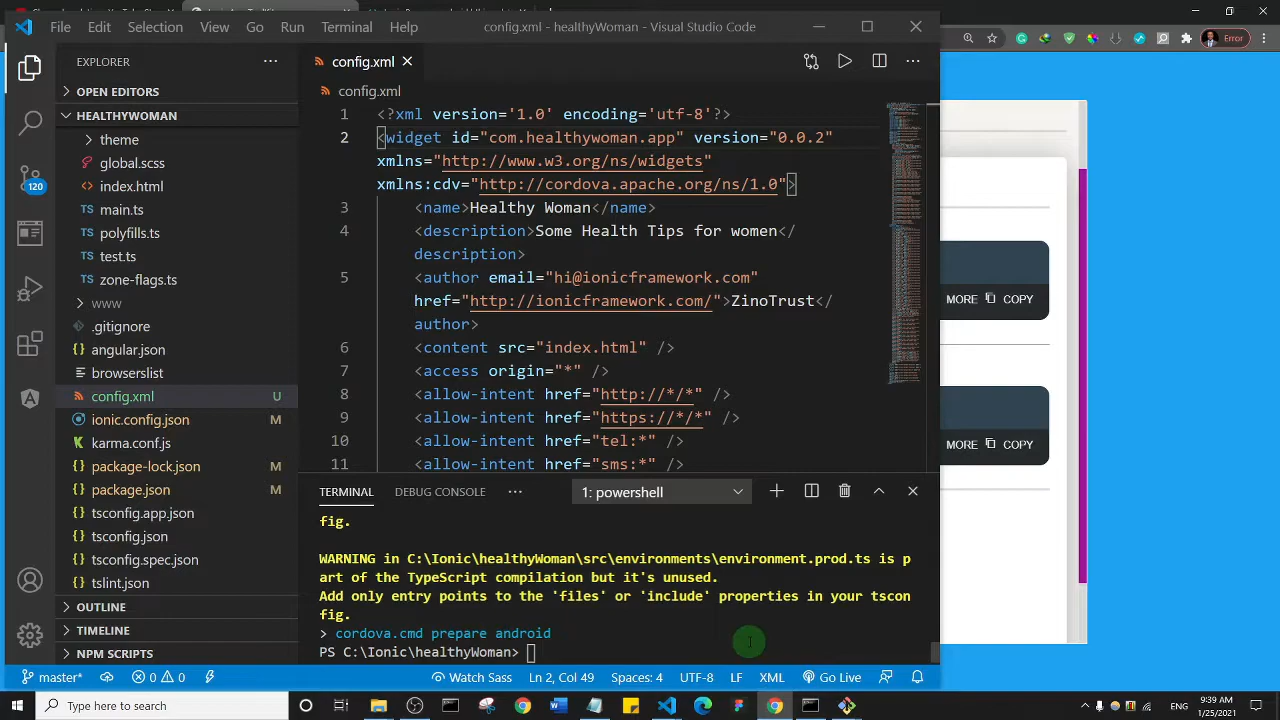 File Edit Selection View Go Run Terminal Help
config.xml - healthyWoman - Visual Studio Code
Error
EXPLORER
OPEN EDITORS
HEALTHYWOMAN
theme
global.scss
index.html
main.ts
polyfills.ts
zone-flags.ts
www
.gitignore
angular.json
browserslist
config.xml U
ionic.config.json M
karma.conf.js
package-lock.json M
package.json M
tsconfig.app.json
tsconfig.json
tsconfig.spec.json
tslint.json
OUTLINE
TIMELINE
NPM SCRIPTS
120
config.xml
config.xml
1 <?xml version='1.0' encoding='utf-8'?>
2 <widget id="com.healthywoman.app" version="0.0.2"
xmlns="http://www.w3.org/ns/widgets"
xmlns:cdv="http://cordova.apache.org/ns/1.0">
3 <name>Healthy Woman</name>
4 <description>Some Health Tips for women</
description>
5 <author email="hi@ionicframework.com"
href="http://ionicframework.com/">ZinoTrust</
author>
6 <content src="index.html" />
7 <access origin="*" />
8 <allow-intent href="http://*/*" />
9 <allow-intent href="https://*/*" />
10 <allow-intent href="tel:*" />
11 <allow-intent href="sms:*" />
TERMINAL DEBUG CONSOLE
1: powershell
fig.
WARNING in C:\Ionic\healthyWoman\src\environments\environment.prod.ts is p
art of the TypeScript compilation but it's unused.
Add only entry points to the 'files' or 'include' properties in your tscon
fig.
> cordova.cmd prepare android
PS C:\Ionic\healthyWoman>
MORE COPY
MORE COPY
master* 0 0 Watch Sass Ln 2, Col 49 Spaces: 4 UTF-8 LF XML Go Live
Type here to search
9:39 AM
1/25/2021